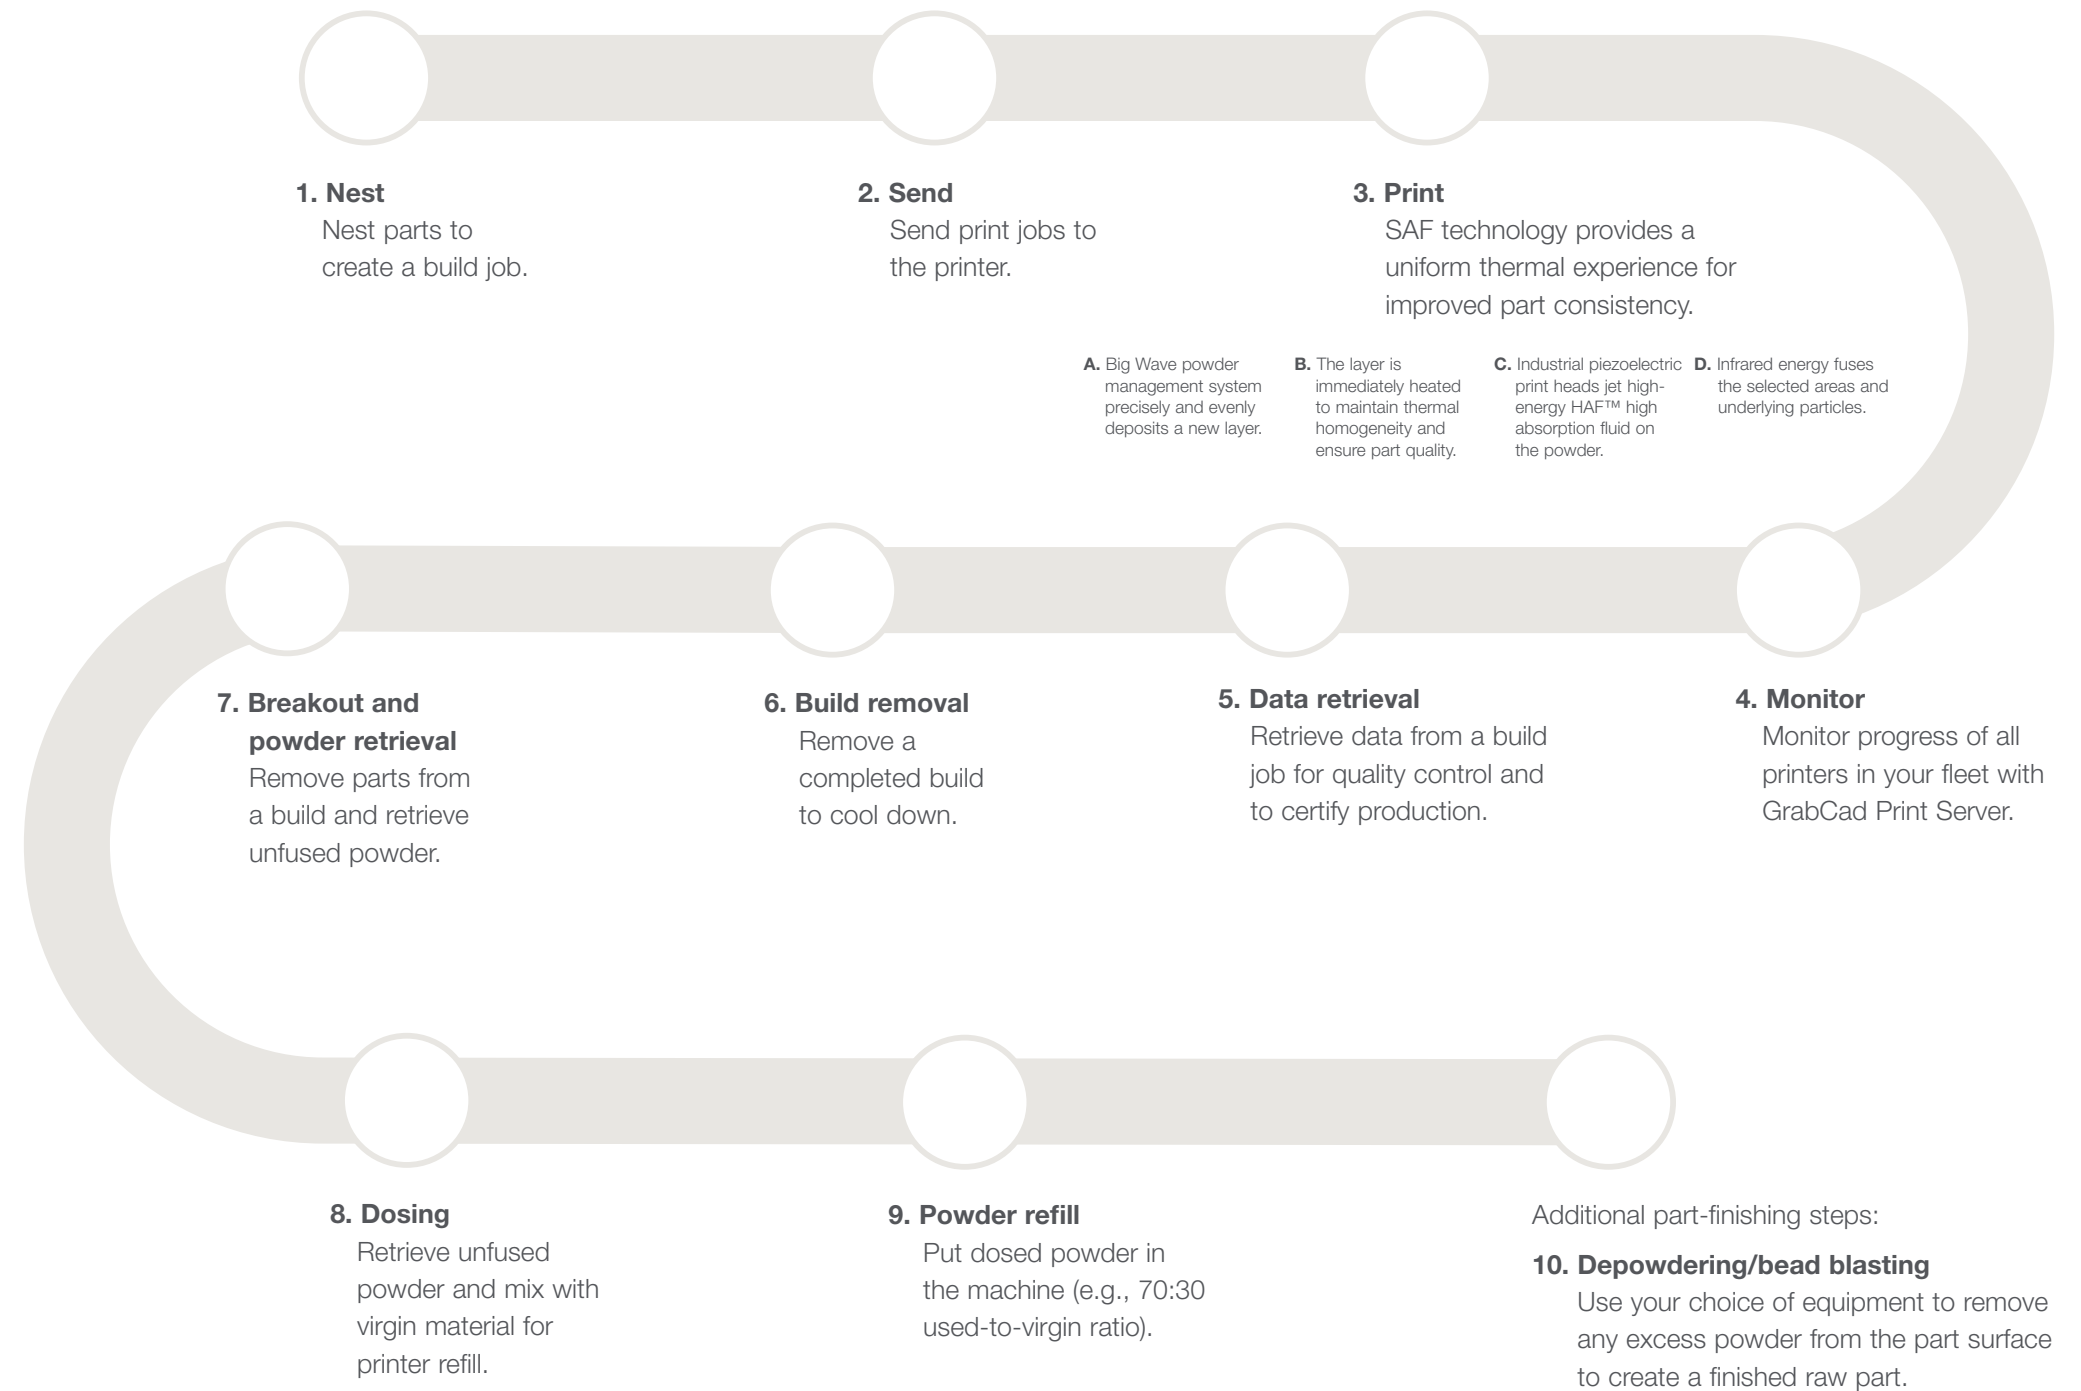 1. Nest
Nest parts to
create a build job.
2. Send
Send print jobs to
the printer.
3. Print
SAF technology provides a
uniform thermal experience for
improved part consistency.
A. Big Wave powder
management system
precisely and evenly
deposits a new layer.
B. The layer is
immediately heated
to maintain thermal
homogeneity and
ensure part quality.
C. Industrial piezoelectric
print heads jet high-
energy HAF™ high
absorption fluid on
the powder.
D. Infrared energy fuses
the selected areas and
underlying particles.
4. Monitor
Monitor progress of all
printers in your fleet with
GrabCad Print Server.
5. Data retrieval
Retrieve data from a build
job for quality control and
to certify production.
6. Build removal
Remove a
completed build
to cool down.
7. Breakout and
powder retrieval
Remove parts from
a build and retrieve
unfused powder.
8. Dosing
Retrieve unfused
powder and mix with
virgin material for
printer refill.
9. Powder refill
Put dosed powder in
the machine (e.g., 70:30
used-to-virgin ratio).
Additional part-finishing steps:
10. Depowdering/bead blasting
Use your choice of equipment to remove
any excess powder from the part surface
to create a finished raw part.